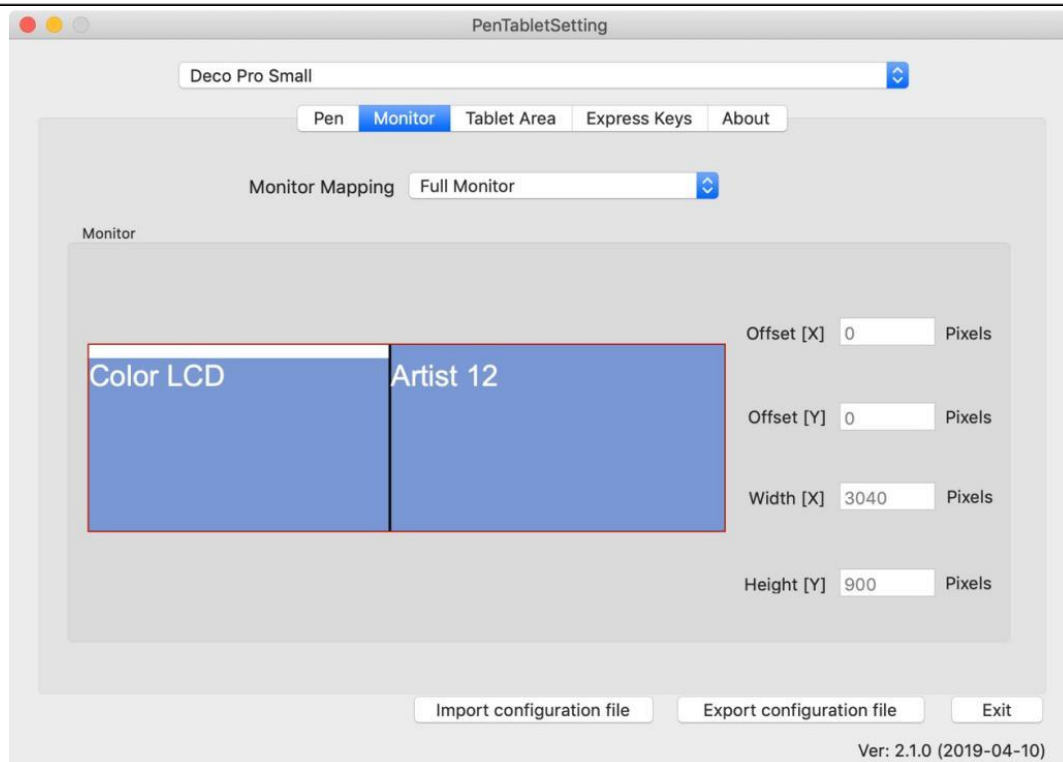 PenTabletSetting
Deco Pro Small
Pen Monitor Tablet Area Express Keys About
Monitor Mapping Full Monitor
Monitor
Offset [X] 0 Pixels
Color LCD Artist 12
Offset [Y] 0 Pixels
Width [X] 3040 Pixels
Height [Y] 900 Pixels
Import configuration file Export configuration file Exit
Ver: 2.1.0 (2019-04-10)